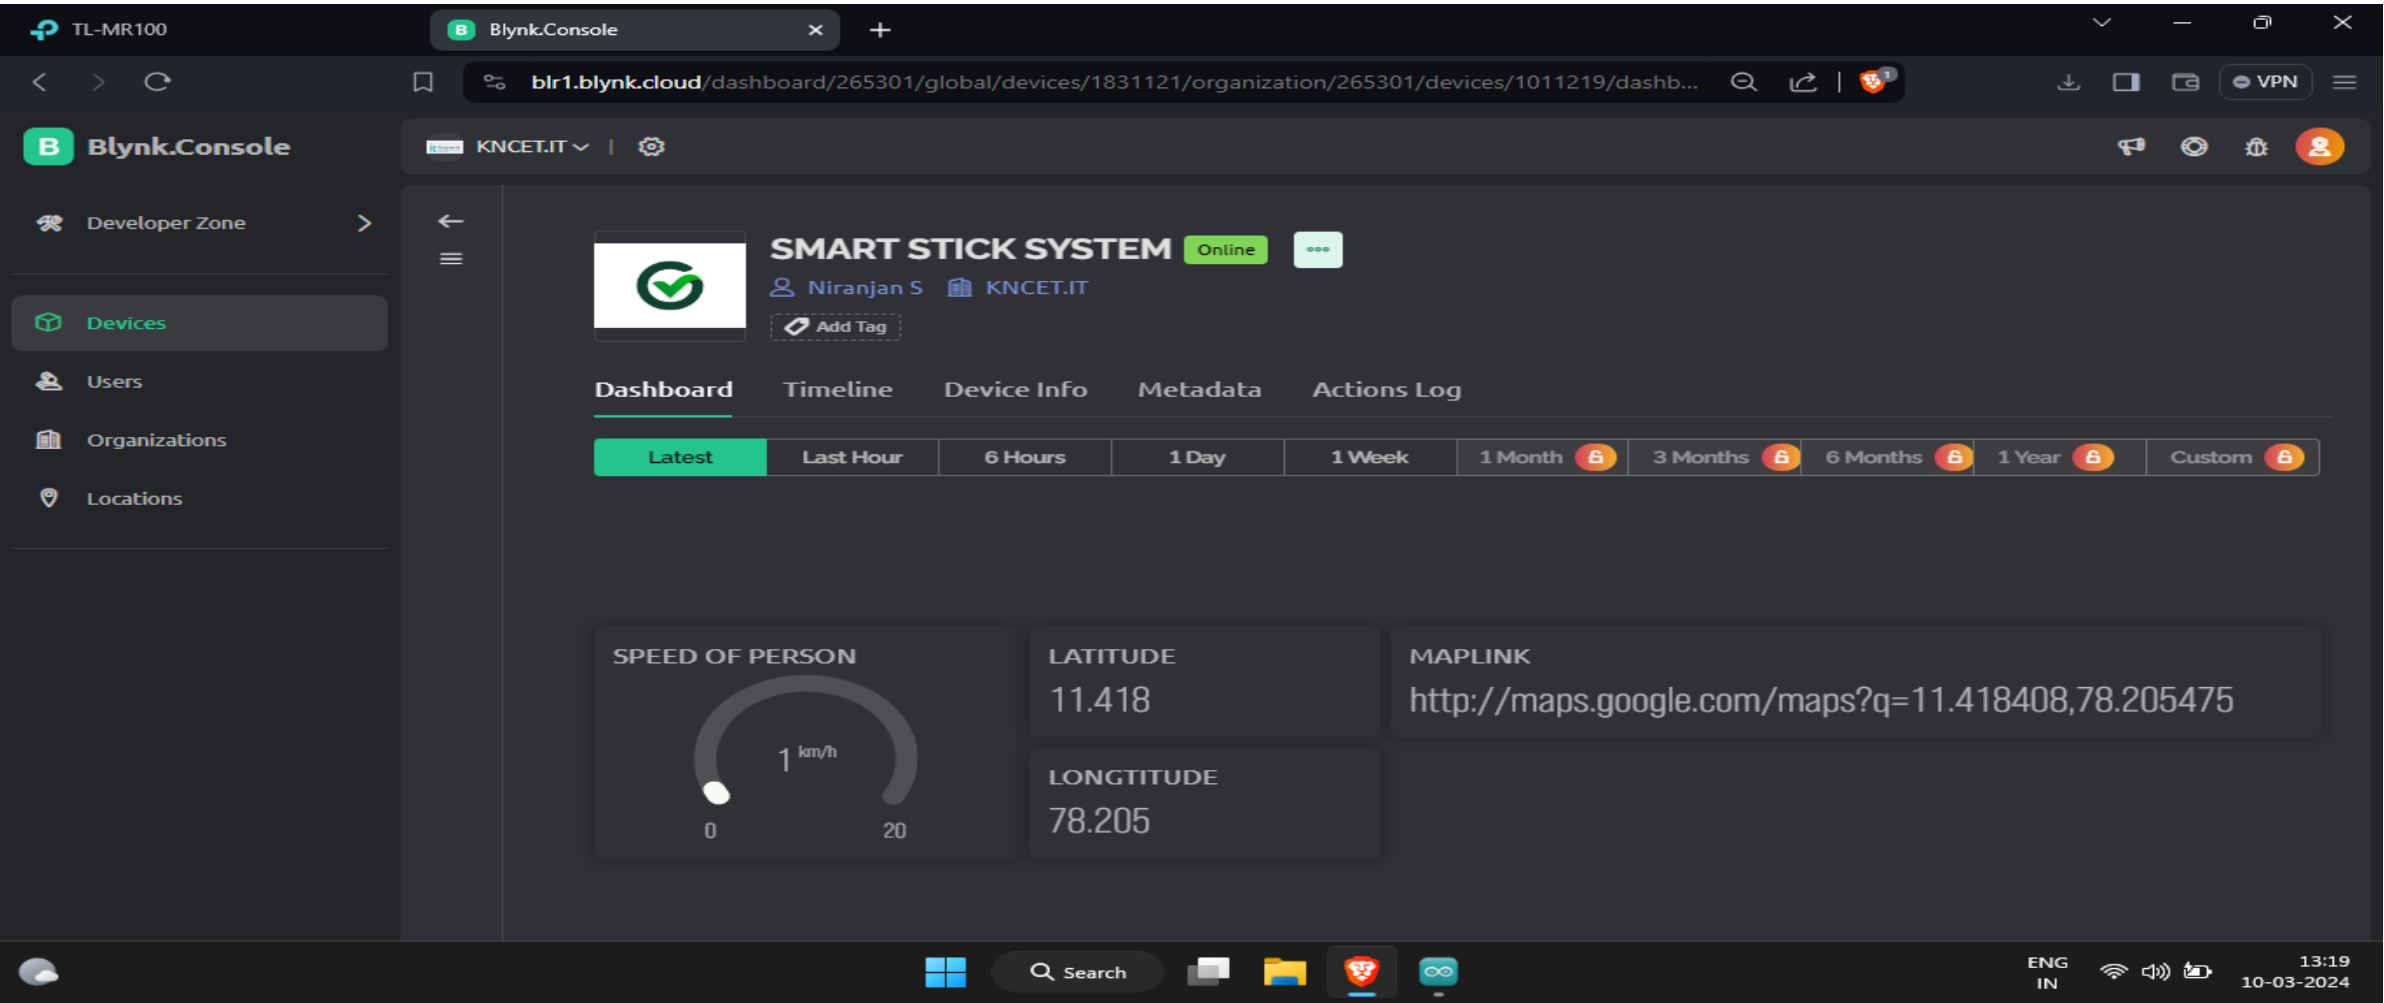 TL-MR100
B Blynk.Console
blr1.blynk.cloud/dashboard/265301/global/devices/1831121/organization/265301/devices/1011219/dashb...
1
VPN
B Blynk.Console
KNCET.IT
Developer Zone
Devices
Users
Organizations
Locations
SMART STICK SYSTEM Online
Niranjan S KNCET.IT
Add Tag
Dashboard Timeline Device Info Metadata Actions Log
Latest Last Hour 6 Hours 1 Day 1 Week 1 Month 3 Months 6 Months 1 Year Custom
SPEED OF PERSON
1 km/h
0 20
LATITUDE
11.418
LONGTITUDE
78.205
MAPLINK
http://maps.google.com/maps?q=11.418408,78.205475
Search
ENG
IN
13:19
10-03-2024